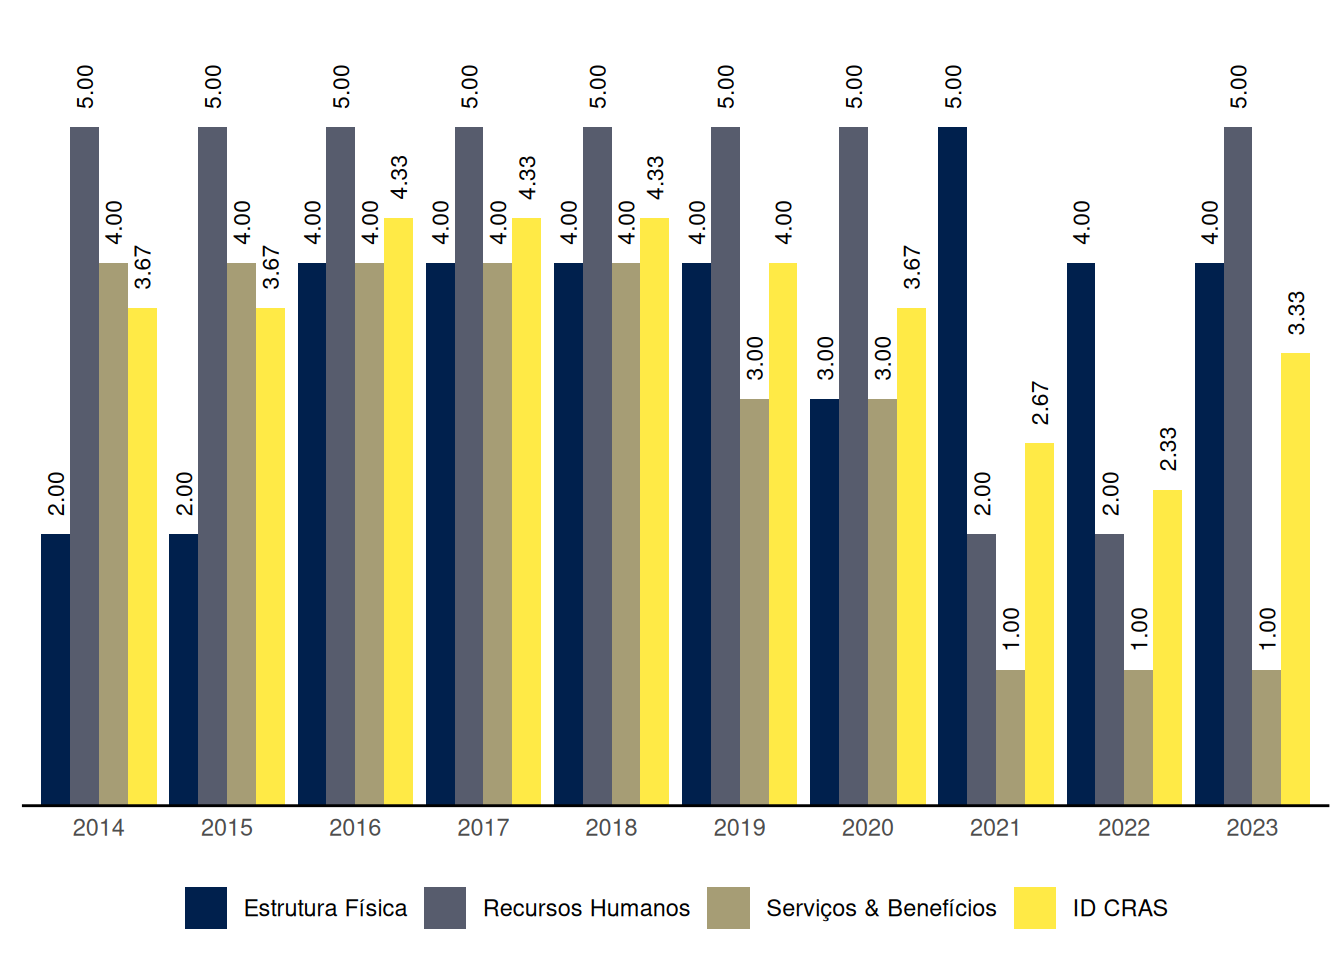 2.00 5.00 4.00 3.67 2.00 5.00 4.00 3.67 4.00 5.00 4.00 4.33 4.00 5.00 4.00 4.33 4.00 5.00 4.00 4.33 4.00 5.00 3.00 4.00 3.00 5.00 3.00 3.67 5.00 2.00 1.00 2.67 4.00 2.00 1.00 2.33 4.00 5.00 1.00 3.33
2014 2015 2016 2017 2018 2019 2020 2021 2022 2023
Estrutura Física Recursos Humanos Serviços & Benefícios ID CRAS